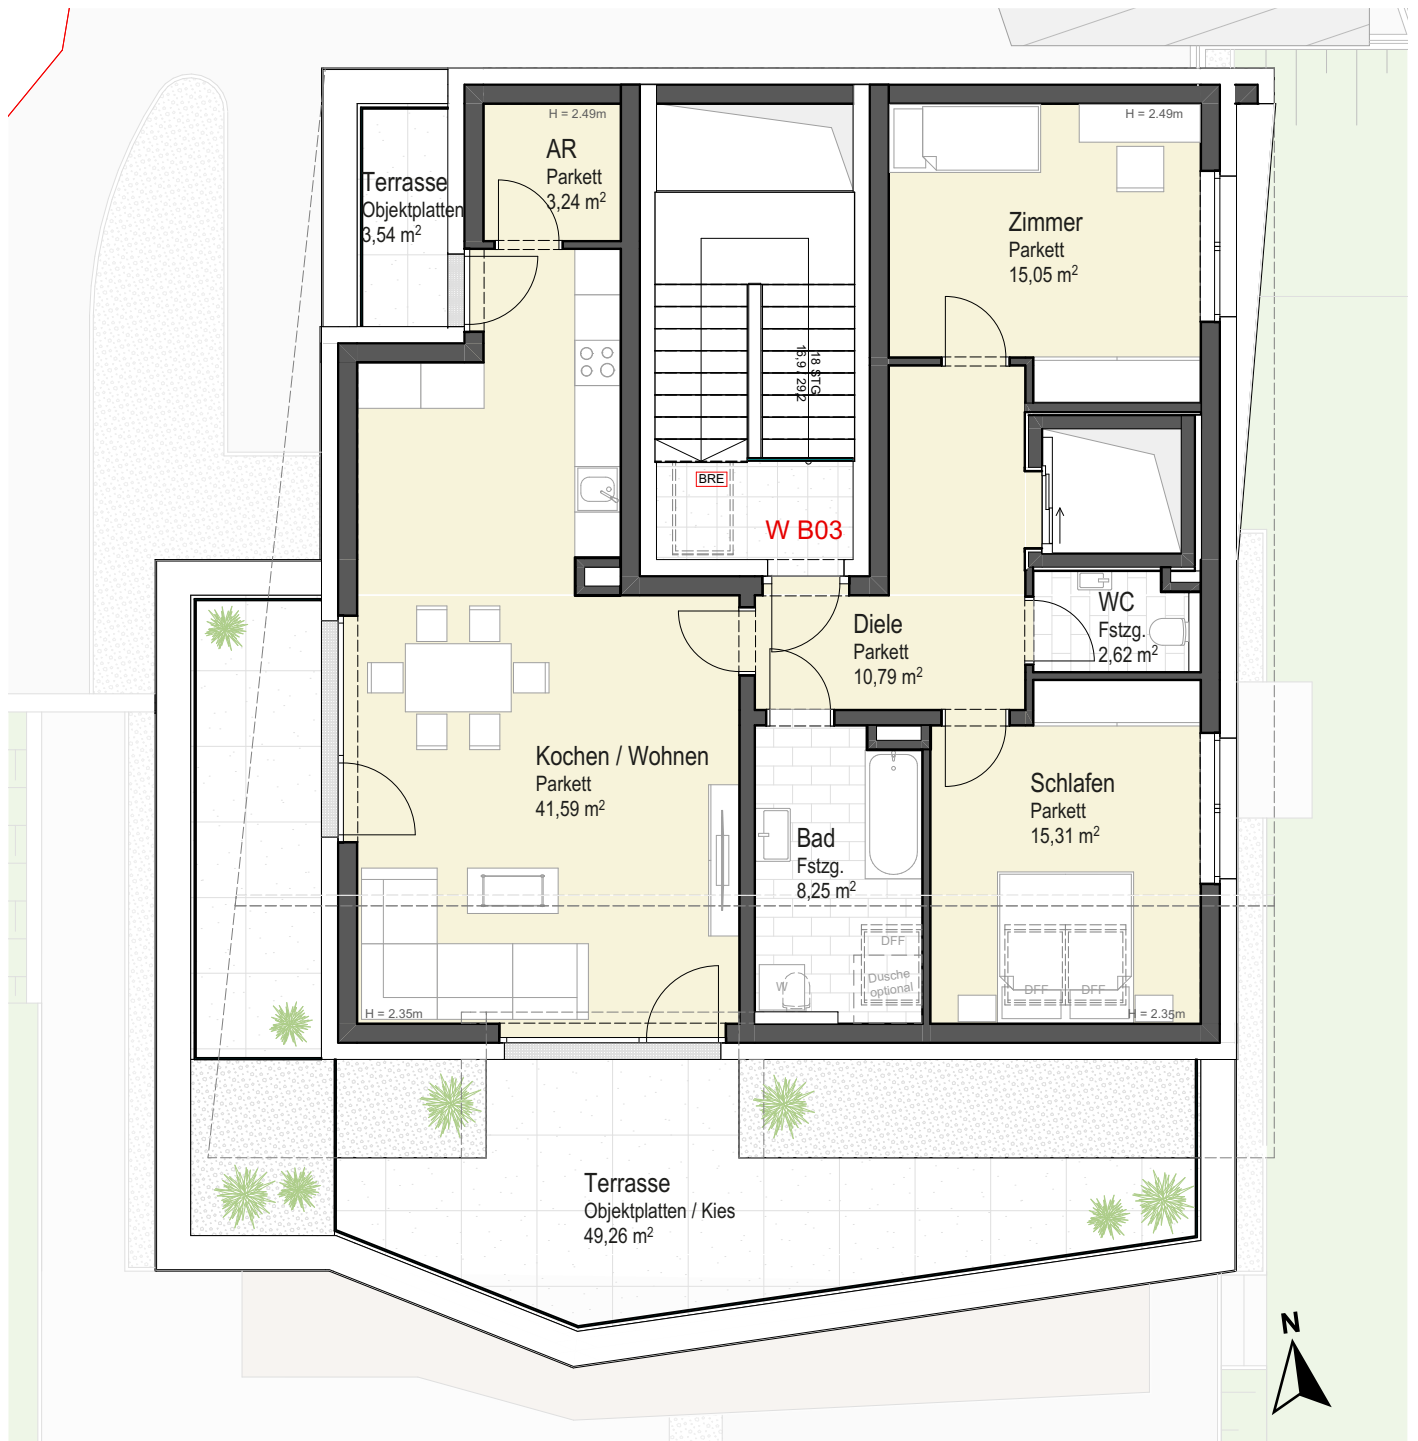 H = 2.49m
AR
Parkett
3,24 m²
Terrasse
Objektplatten
3,54 m²
H = 2.49m
Zimmer
Parkett
15,05 m²
18 STG
16,9 / 29,2
BRE
W B03
WC
Fstzg.
2,62 m²
Diele
Parkett
10,79 m²
Kochen / Wohnen
Parkett
41,59 m²
Schlafen
Parkett
15,31 m²
Bad
Fstzg.
8,25 m²
DFF
Dusche
optional
W
DFF
DFF
H = 2.35m
H = 2.35m
Terrasse
Objektplatten / Kies
49,26 m²
N